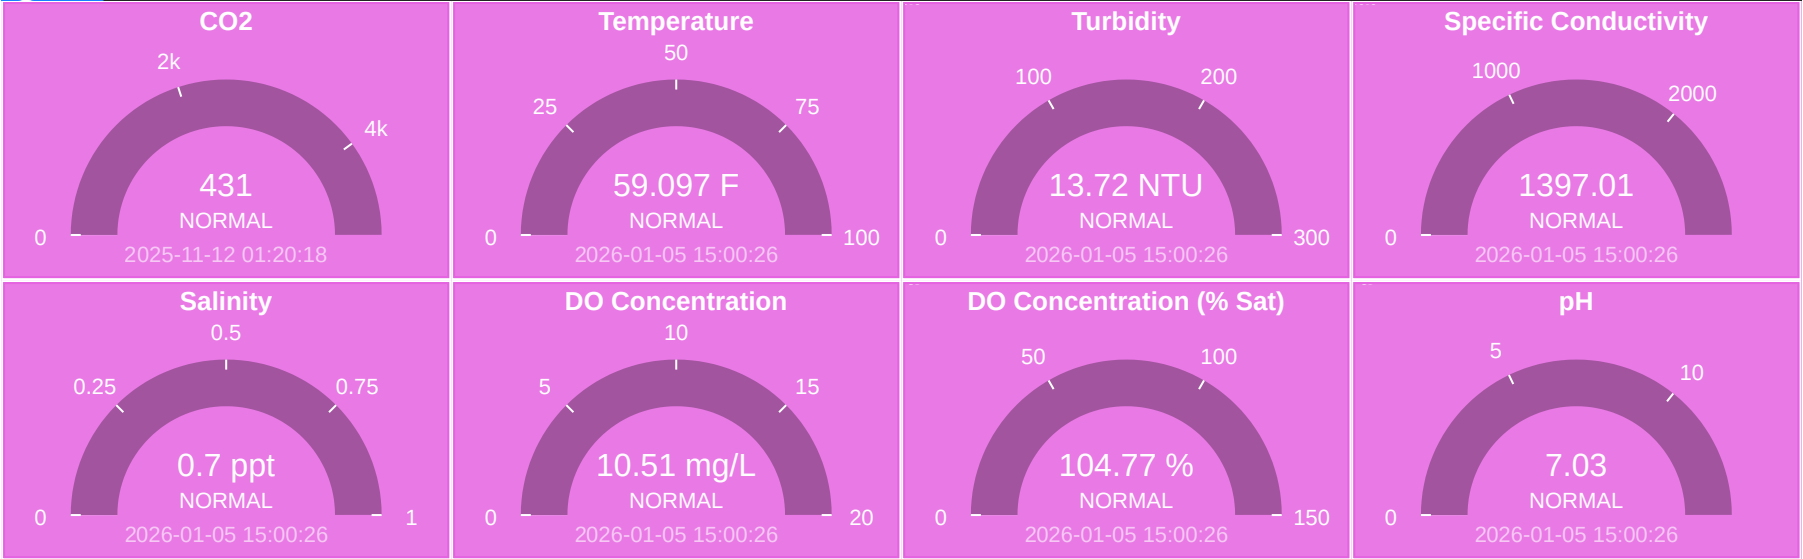 CO2
2k
4k
0
431
NORMAL
2025-11-12 01:20:18
Temperature
50
25
75
0
100
59.097 F
NORMAL
2026-01-05 15:00:26
Turbidity
100
200
0
300
13.72 NTU
NORMAL
2026-01-05 15:00:26
Specific Conductivity
1000
2000
0
1397.01
NORMAL
2026-01-05 15:00:26
Salinity
0.5
0.25
0.75
0
1
0.7 ppt
NORMAL
2026-01-05 15:00:26
DO Concentration
10
5
15
0
20
10.51 mg/L
NORMAL
2026-01-05 15:00:26
DO Concentration (% Sat)
50
100
0
150
104.77 %
NORMAL
2026-01-05 15:00:26
pH
5
10
0
7.03
NORMAL
2026-01-05 15:00:26